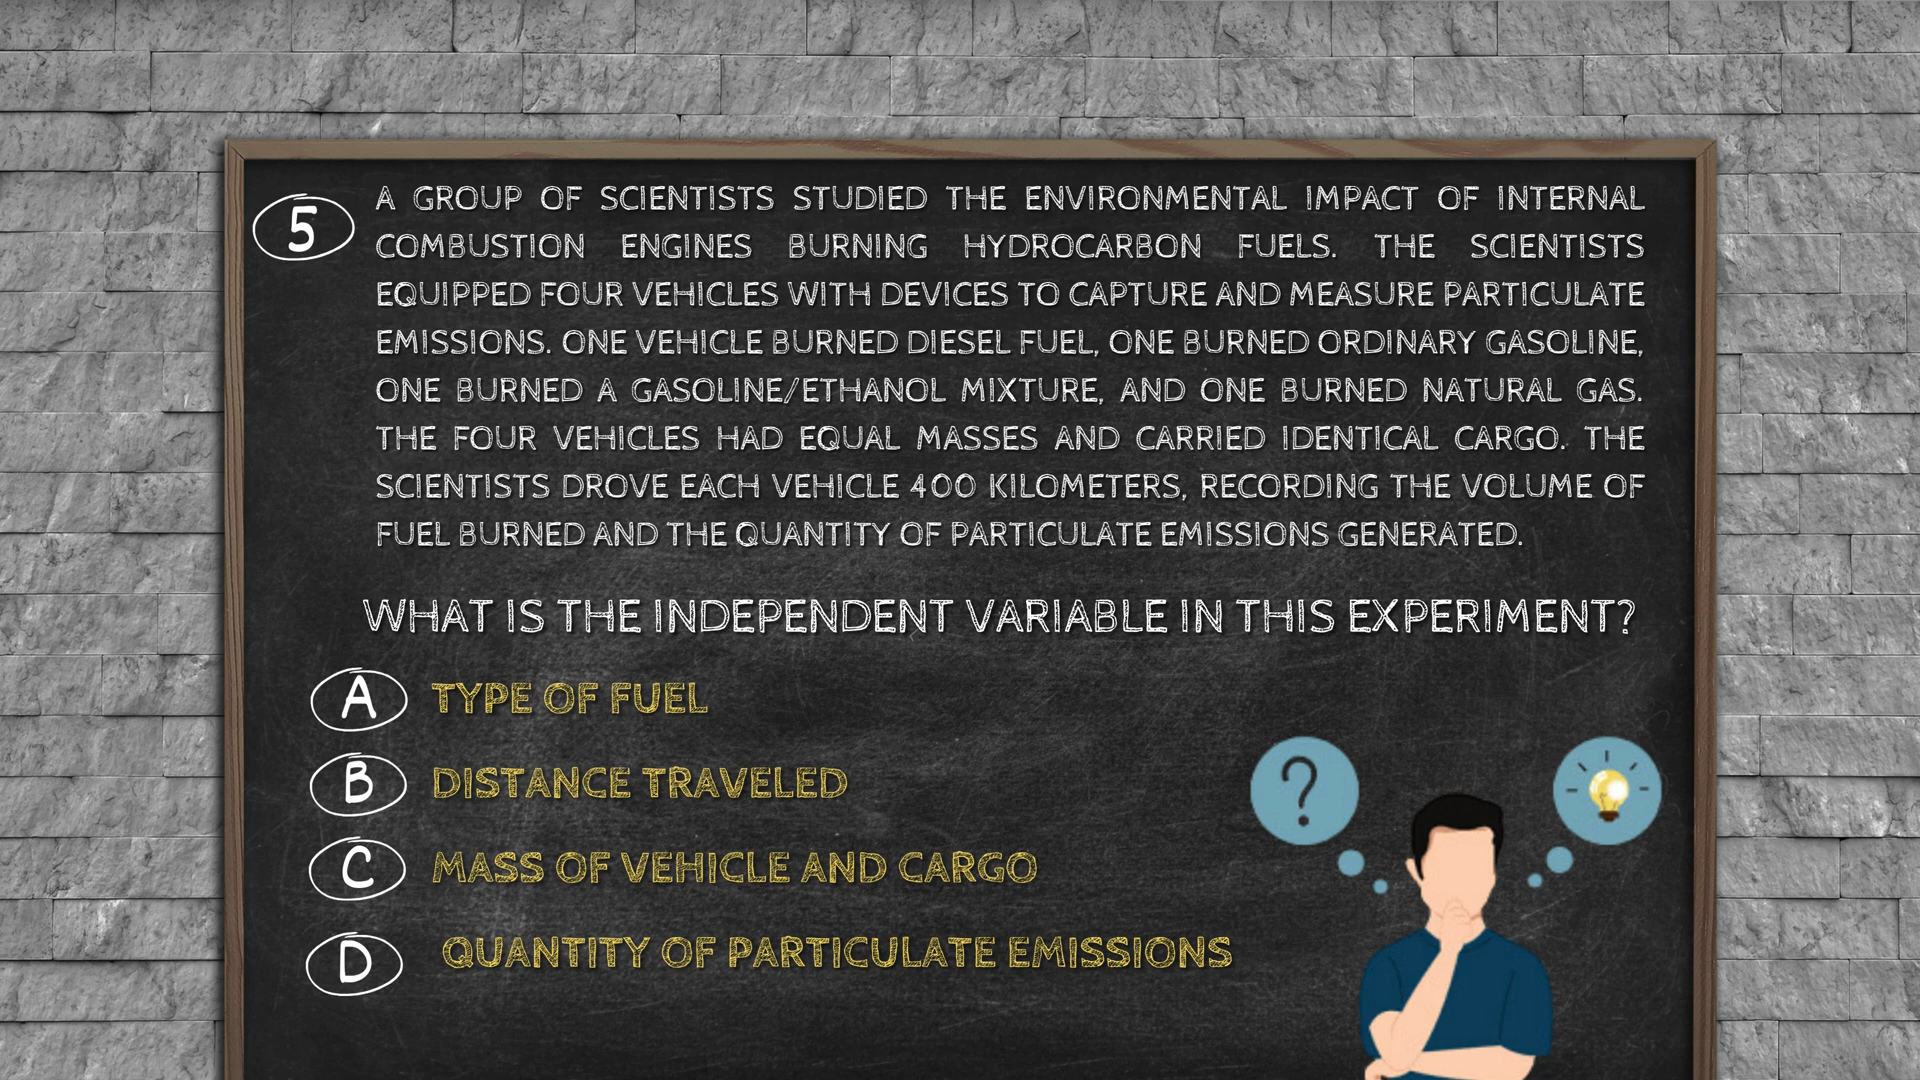 5
A GROUP OF SCIENTISTS STUDIED THE ENVIRONMENTAL IMPACT OF INTERNAL
COMBUSTION ENGINES BURNING HYDROCARBON FUELS. THE SCIENTISTS
EQUIPPED FOUR VEHICLES WITH DEVICES TO CAPTURE AND MEASURE PARTICULATE
EMISSIONS. ONE VEHICLE BURNED DIESEL FUEL, ONE BURNED ORDINARY GASOLINE,
ONE BURNED A GASOLINE/ETHANOL MIXTURE, AND ONE BURNED NATURAL GAS.
THE FOUR VEHICLES HAD EQUAL MASSES AND CARRIED IDENTICAL CARGO. THE
SCIENTISTS DROVE EACH VEHICLE 400 KILOMETERS, RECORDING THE VOLUME OF
FUEL BURNED AND THE QUANTITY OF PARTICULATE EMISSIONS GENERATED.
WHAT IS THE INDEPENDENT VARIABLE IN THIS EXPERIMENT?
A TYPE OF FUEL
B DISTANCE TRAVELED
C MASS OF VEHICLE AND CARGO
D QUANTITY OF PARTICULATE EMISSIONS
?